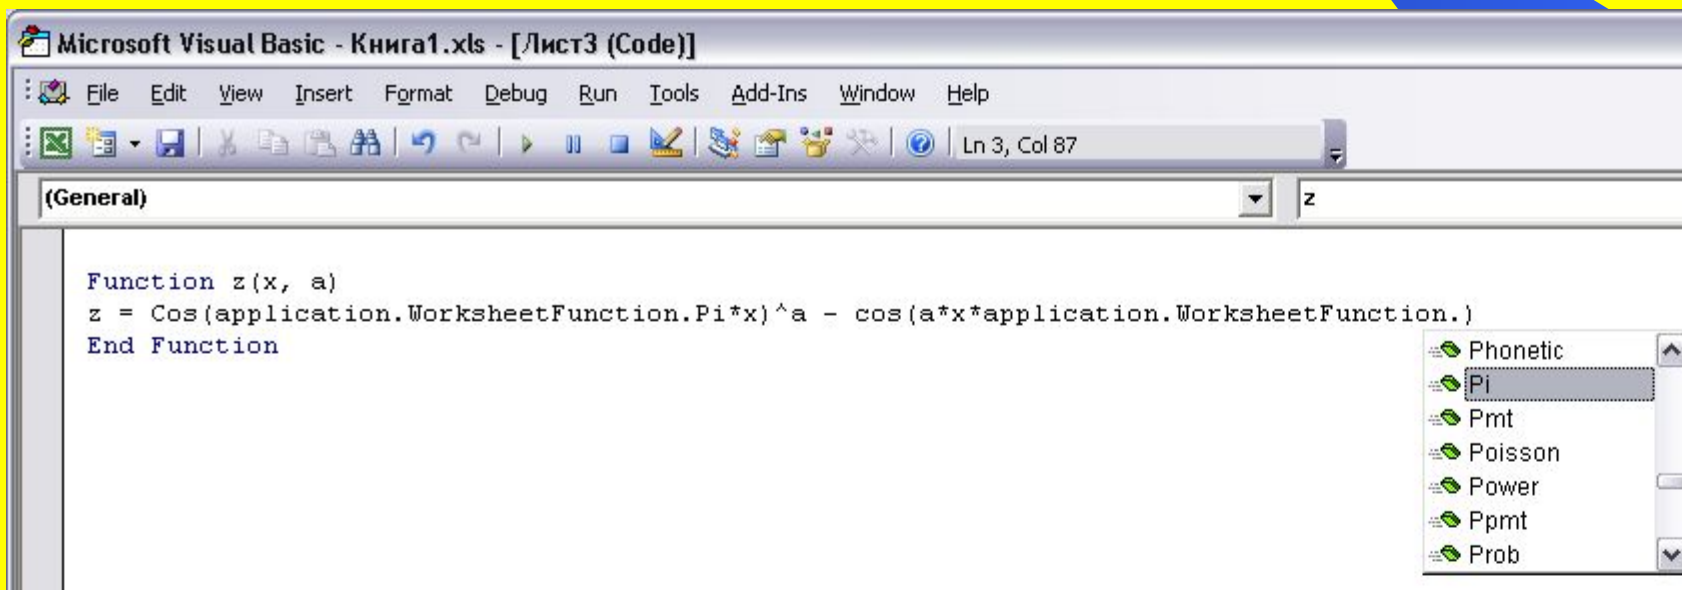 Microsoft Visual Basic - Книга1.xls - [Лист3 (Code)]
File Edit View Insert Format Debug Run Tools Add-Ins Window Help
Ln 3, Col 87
(General) z
Function z(x, a)
z = Cos(application.WorksheetFunction.Pi*x)^a - cos(a*x*application.WorksheetFunction.)
End Function
Phonetic
Pi
Pmt
Poisson
Power
Ppmt
Prob